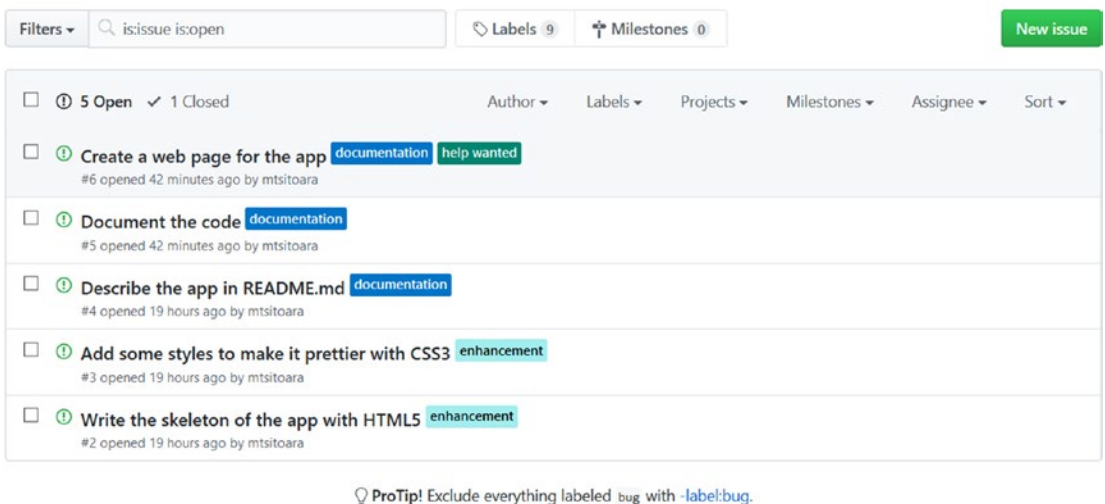 Filters is:issue is:open Labels 9 Milestones 0 New issue
5 Open 1 Closed Author Labels Projects Milestones Assignee Sort
Create a web page for the app documentation help wanted
#6 opened 42 minutes ago by mtsitoara
Document the code documentation
#5 opened 42 minutes ago by mtsitoara
Describe the app in README.md documentation
#4 opened 19 hours ago by mtsitoara
Add some styles to make it prettier with CSS3 enhancement
#3 opened 19 hours ago by mtsitoara
Write the skeleton of the app with HTML5 enhancement
#2 opened 19 hours ago by mtsitoara
ProTip! Exclude everything labeled bug with -label:bug.